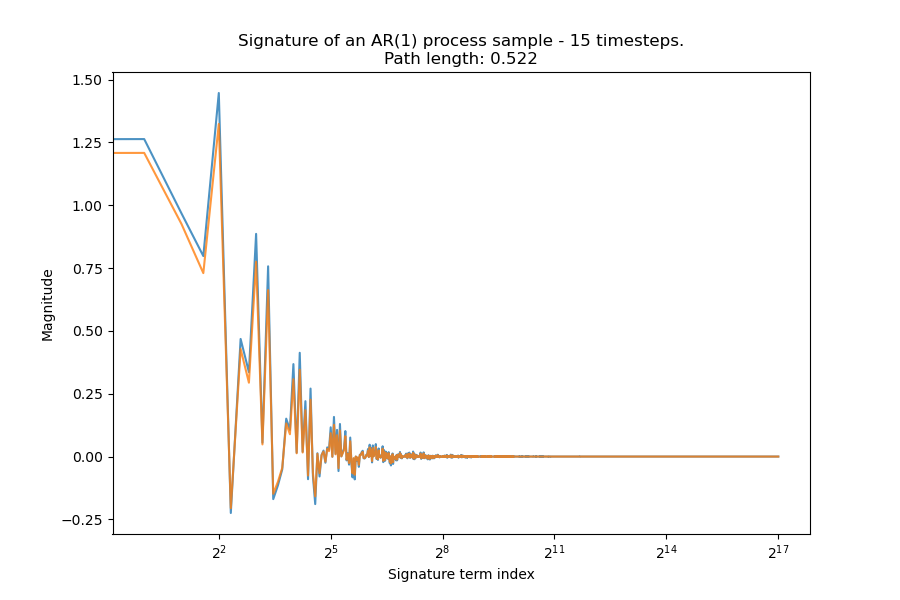 Signature of an AR(1) process sample - 15 timesteps.
Path length: 0.522
1.50
1.25
1.00
0.75
0.50
0.25
0.00
−0.25
Magnitude
2² 2⁵ 2⁸ 2¹¹ 2¹⁴ 2¹⁷
Signature term index